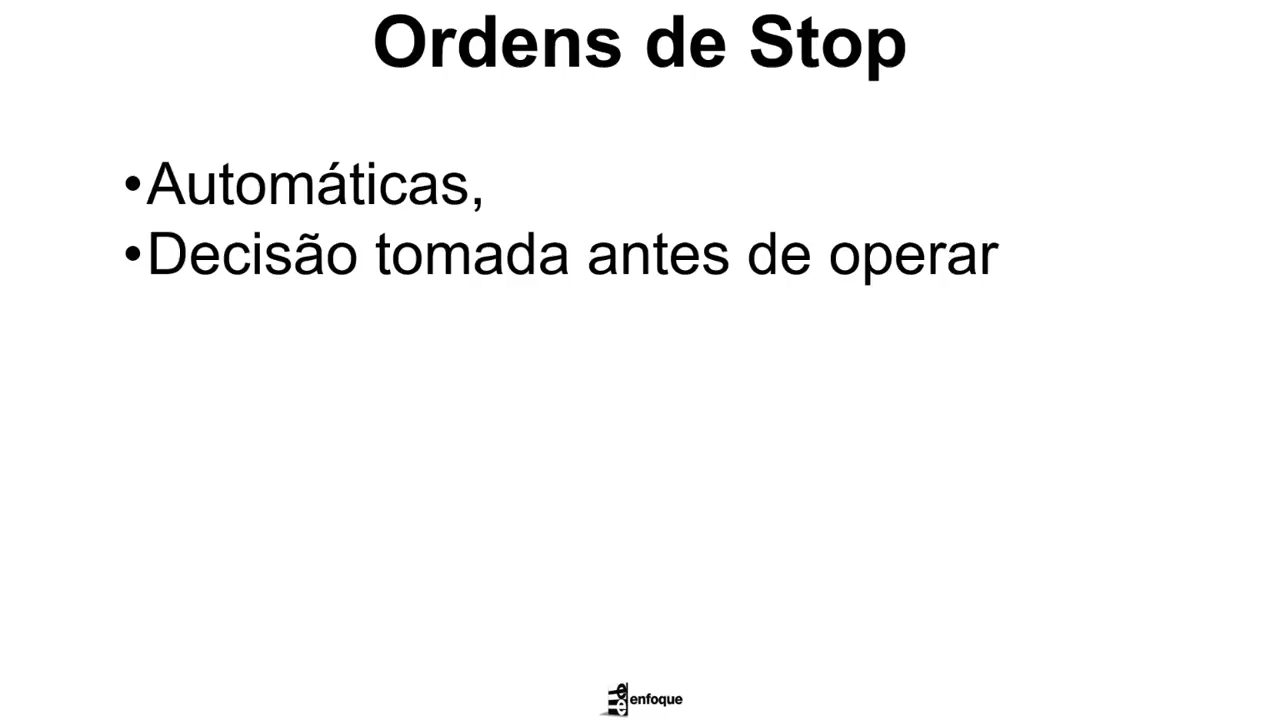 Ordens de Stop
•Automáticas,
•Decisão tomada antes de operar
enfoque